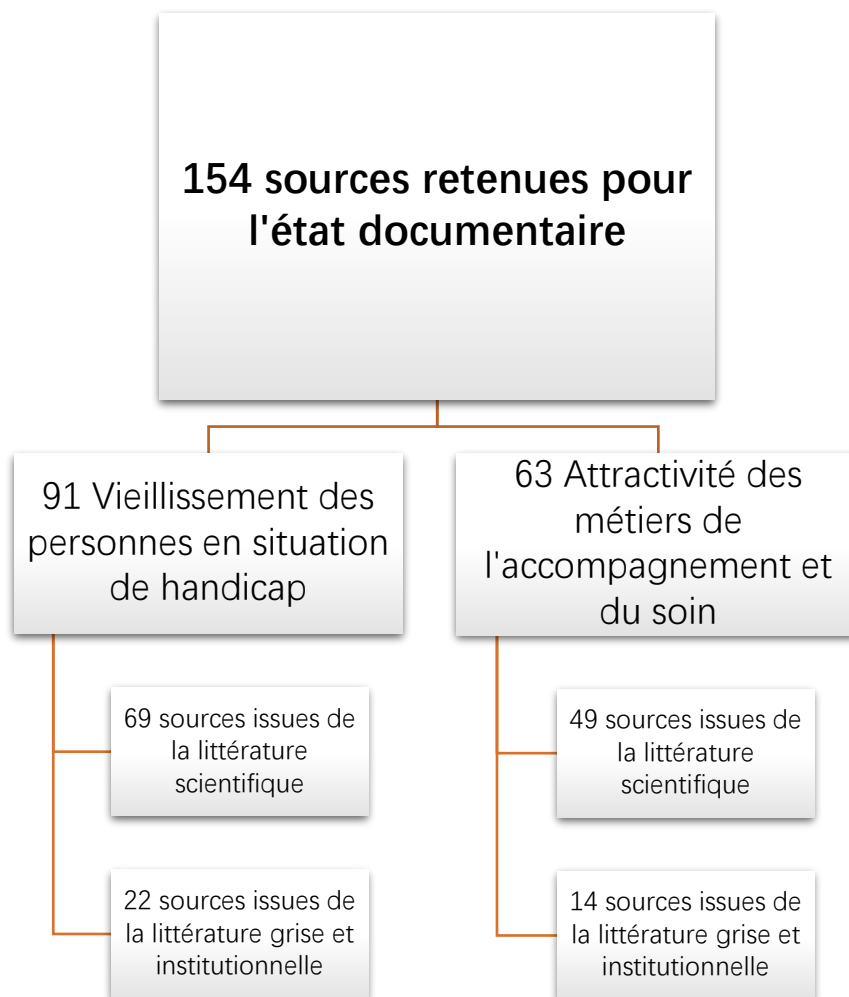 154 sources retenues pour
l'état documentaire
91 Vieillissement des
personnes en situation
de handicap
69 sources issues de
la littérature
scientifique
22 sources issues de
la littérature grise et
institutionnelle
63 Attractivité des
métiers de
l'accompagnement et
du soin
49 sources issues de
la littérature
scientifique
14 sources issues de
la littérature grise et
institutionnelle